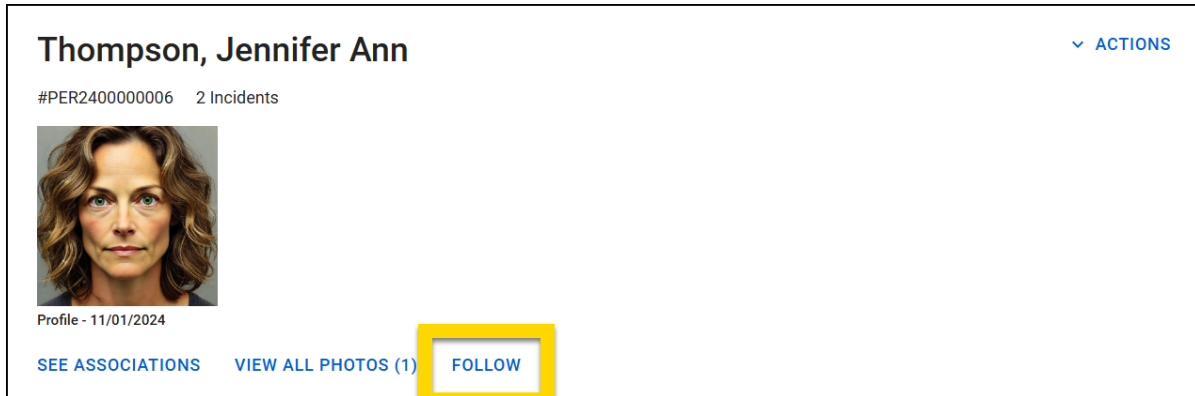 Thompson, Jennifer Ann
ACTIONS
#PER2400000006 2 Incidents
Profile - 11/01/2024
SEE ASSOCIATIONS VIEW ALL PHOTOS (1) FOLLOW